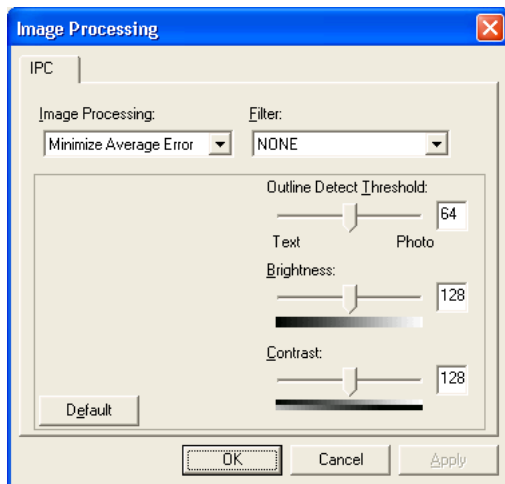 Image Processing
IPC
Image Processing:
Filter:
Minimize Average Error
NONE
Outline Detect Threshold:
64
Text
Photo
Brightness:
128
Contrast:
128
Default
OK
Cancel
Apply